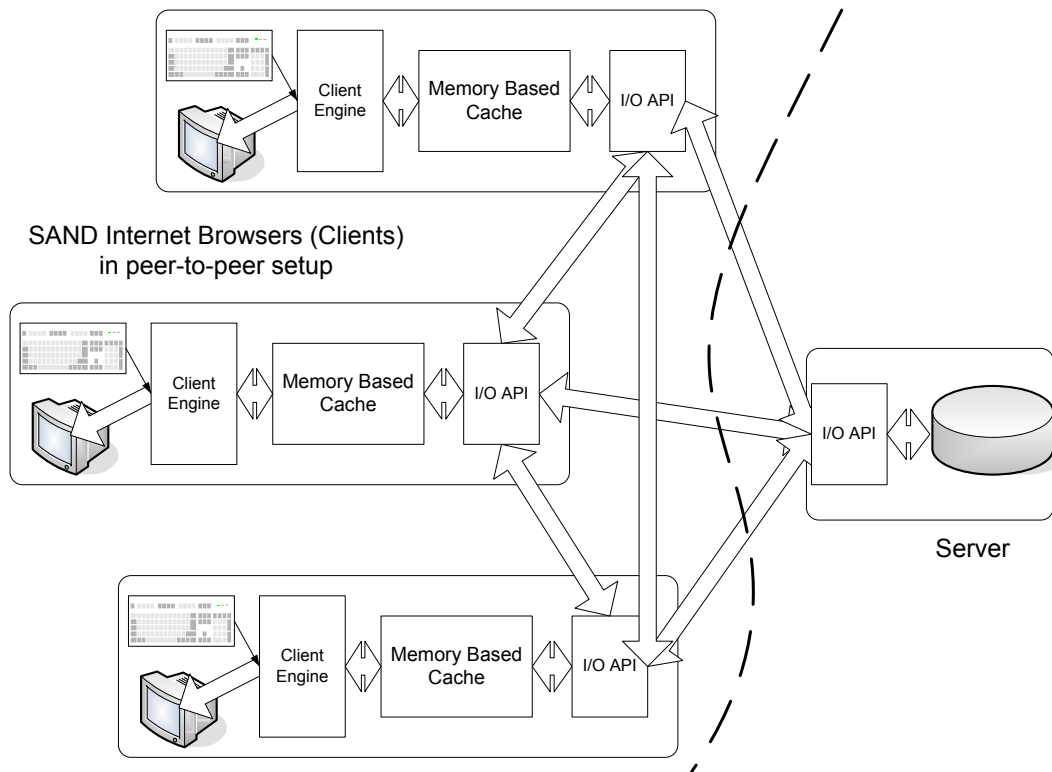 Client
Engine
Memory Based
Cache
I/O API
SAND Internet Browsers (Clients)
in peer-to-peer setup
Client
Engine
Memory Based
Cache
I/O API
I/O API
Server
Client
Engine
Memory Based
Cache
I/O API